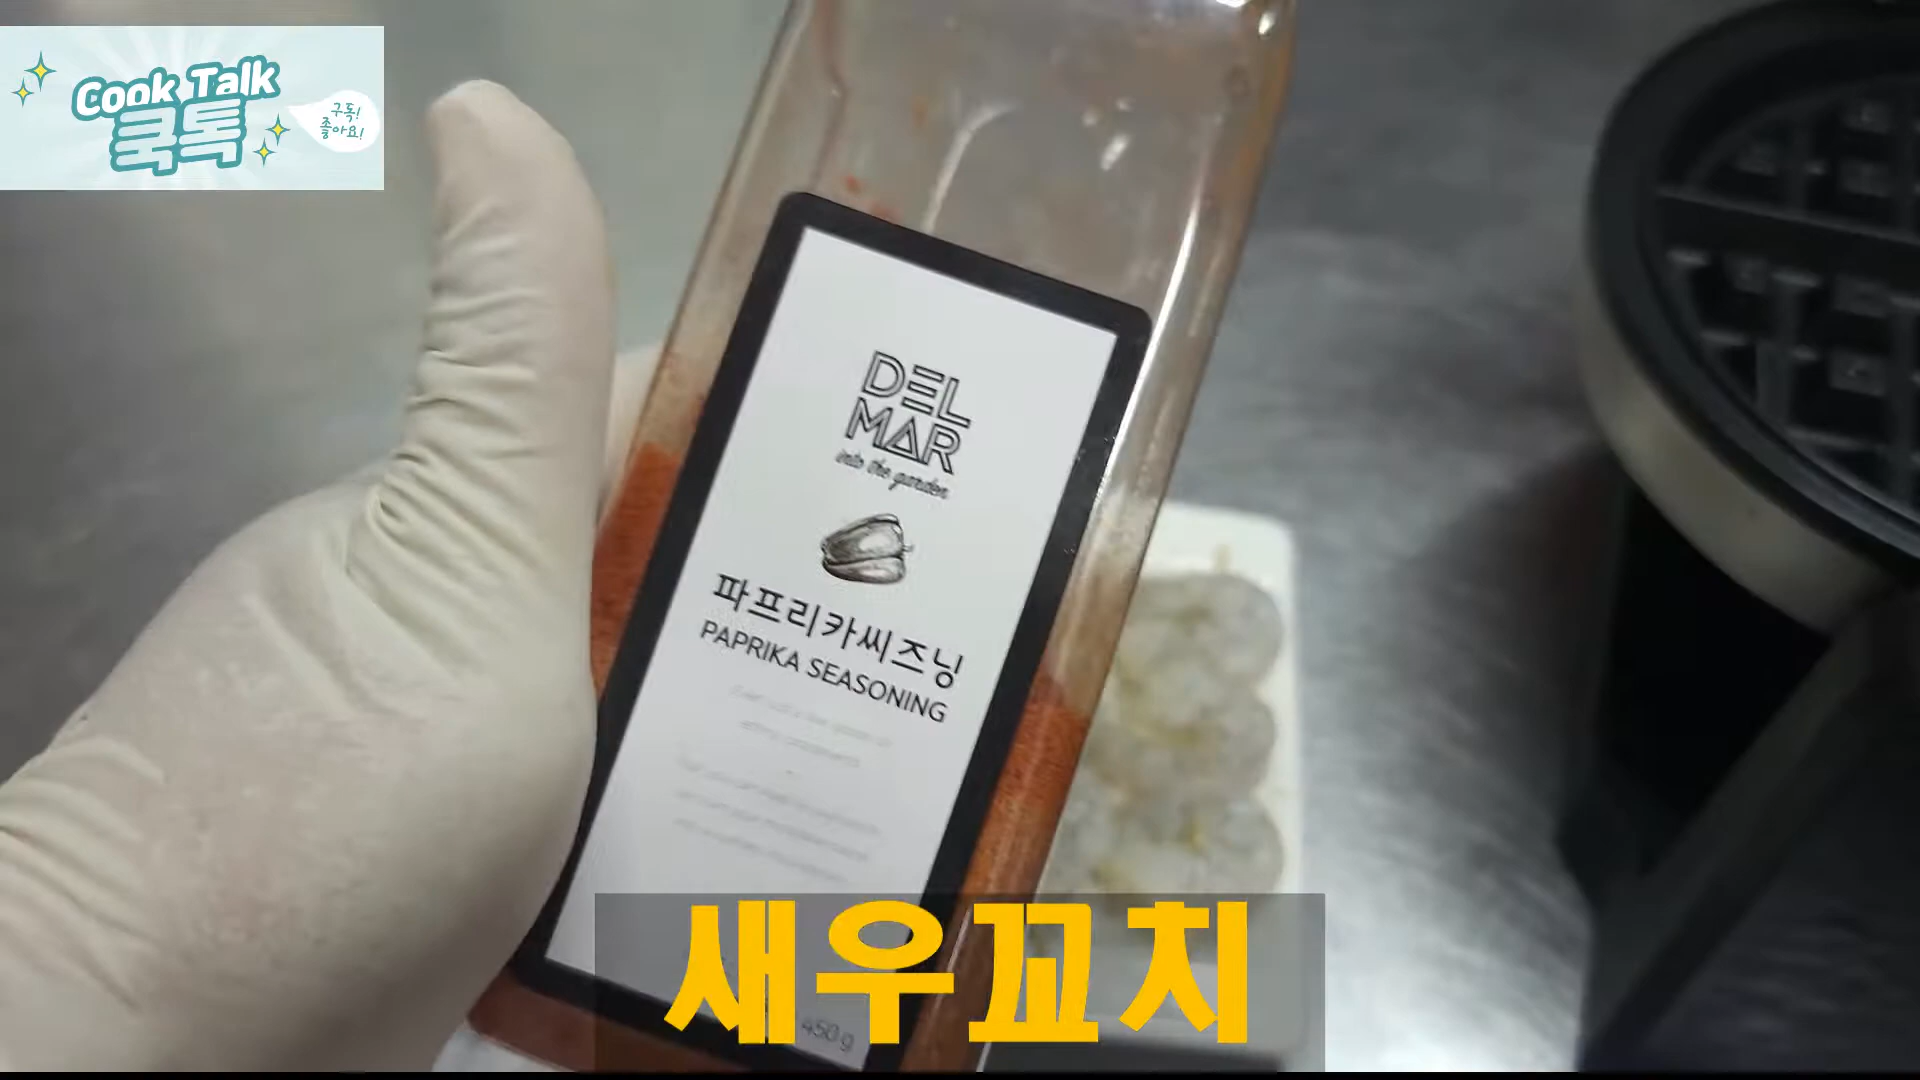 Cook Talk
쿡톡
구독!
좋아요!
DEL
MAR
into the garden
파프리카씨즈닝
PAPRIKA SEASONING
450g
새우꼬치